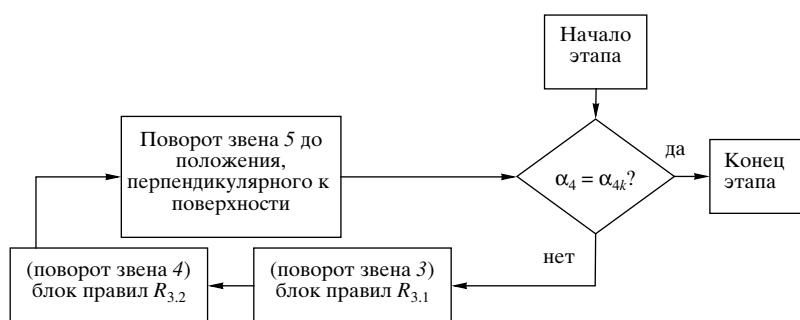 Начало
этапа
Поворот звена 5 до
положения,
перпендикулярного к
поверхности
α₄ = α₄ₖ?
да
Конец
этапа
нет
(поворот звена 4)
блок правил R₃.₂
(поворот звена 3)
блок правил R₃.₁